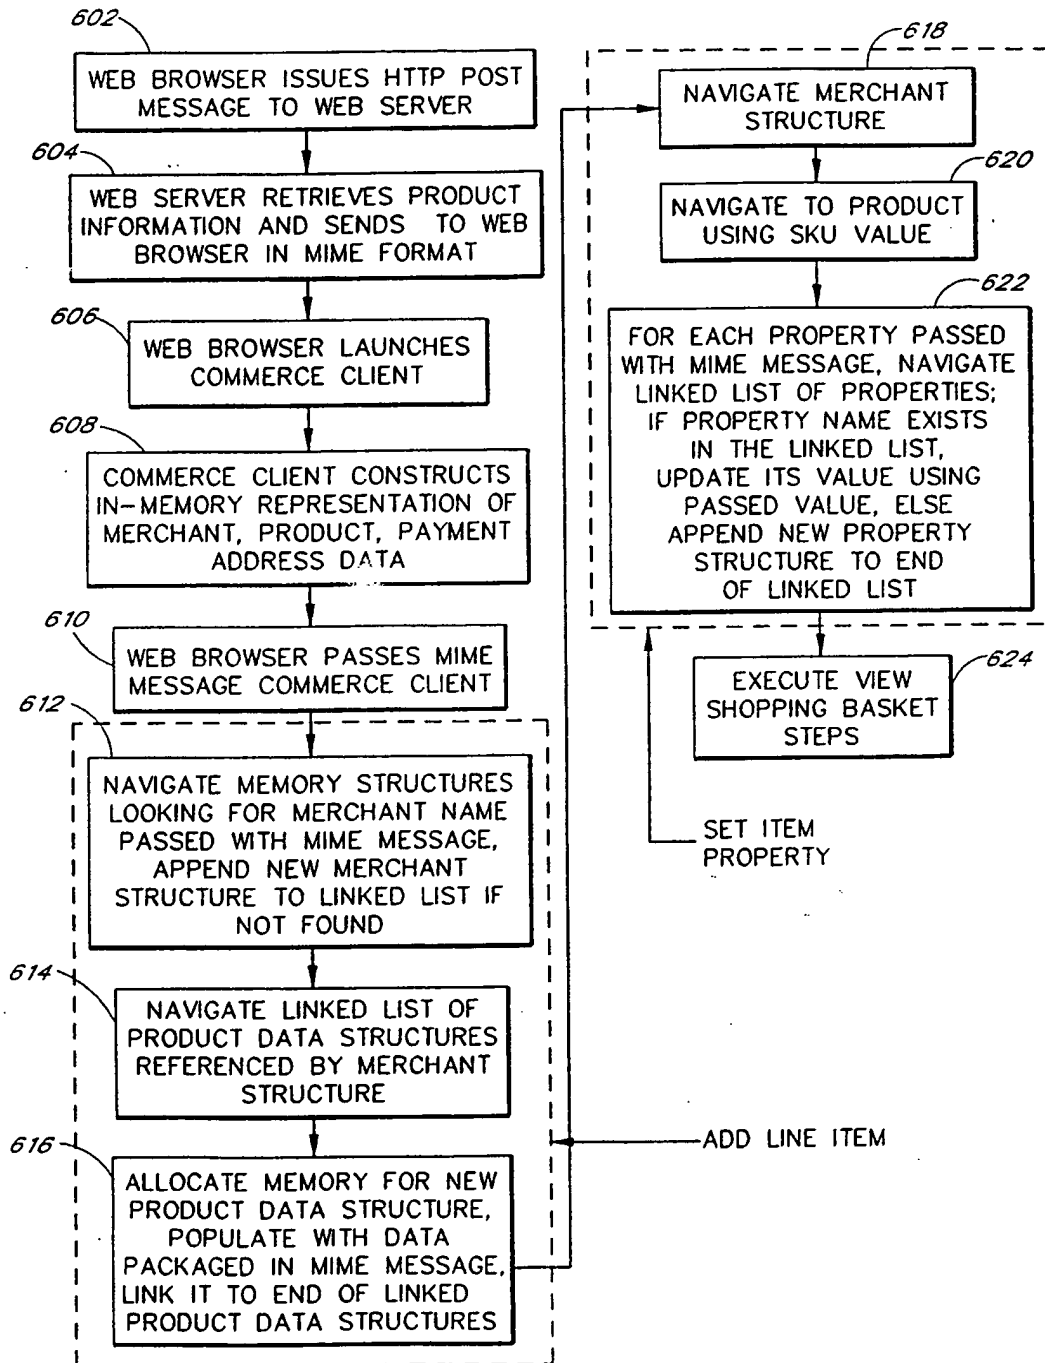 602
WEB BROWSER ISSUES HTTP POST
MESSAGE TO WEB SERVER
604
WEB SERVER RETRIEVES PRODUCT
INFORMATION AND SENDS TO WEB
BROWSER IN MIME FORMAT
606
WEB BROWSER LAUNCHES
COMMERCE CLIENT
608
COMMERCE CLIENT CONSTRUCTS
IN-MEMORY REPRESENTATION OF
MERCHANT, PRODUCT, PAYMENT
ADDRESS DATA
610
WEB BROWSER PASSES MIME
MESSAGE COMMERCE CLIENT
612
NAVIGATE MEMORY STRUCTURES
LOOKING FOR MERCHANT NAME
PASSED WITH MIME MESSAGE,
APPEND NEW MERCHANT
STRUCTURE TO LINKED LIST IF
NOT FOUND
614
NAVIGATE LINKED LIST OF
PRODUCT DATA STRUCTURES
REFERENCED BY MERCHANT
STRUCTURE
616
ALLOCATE MEMORY FOR NEW
PRODUCT DATA STRUCTURE,
POPULATE WITH DATA
PACKAGED IN MIME MESSAGE,
LINK IT TO END OF LINKED
PRODUCT DATA STRUCTURES
ADD LINE ITEM
618
NAVIGATE MERCHANT
STRUCTURE
620
NAVIGATE TO PRODUCT
USING SKU VALUE
622
FOR EACH PROPERTY PASSED
WITH MIME MESSAGE, NAVIGATE
LINKED LIST OF PROPERTIES;
IF PROPERTY NAME EXISTS
IN THE LINKED LIST,
UPDATE ITS VALUE USING
PASSED VALUE, ELSE
APPEND NEW PROPERTY
STRUCTURE TO END
OF LINKED LIST
624
EXECUTE VIEW
SHOPPING BASKET
STEPS
SET ITEM
PROPERTY